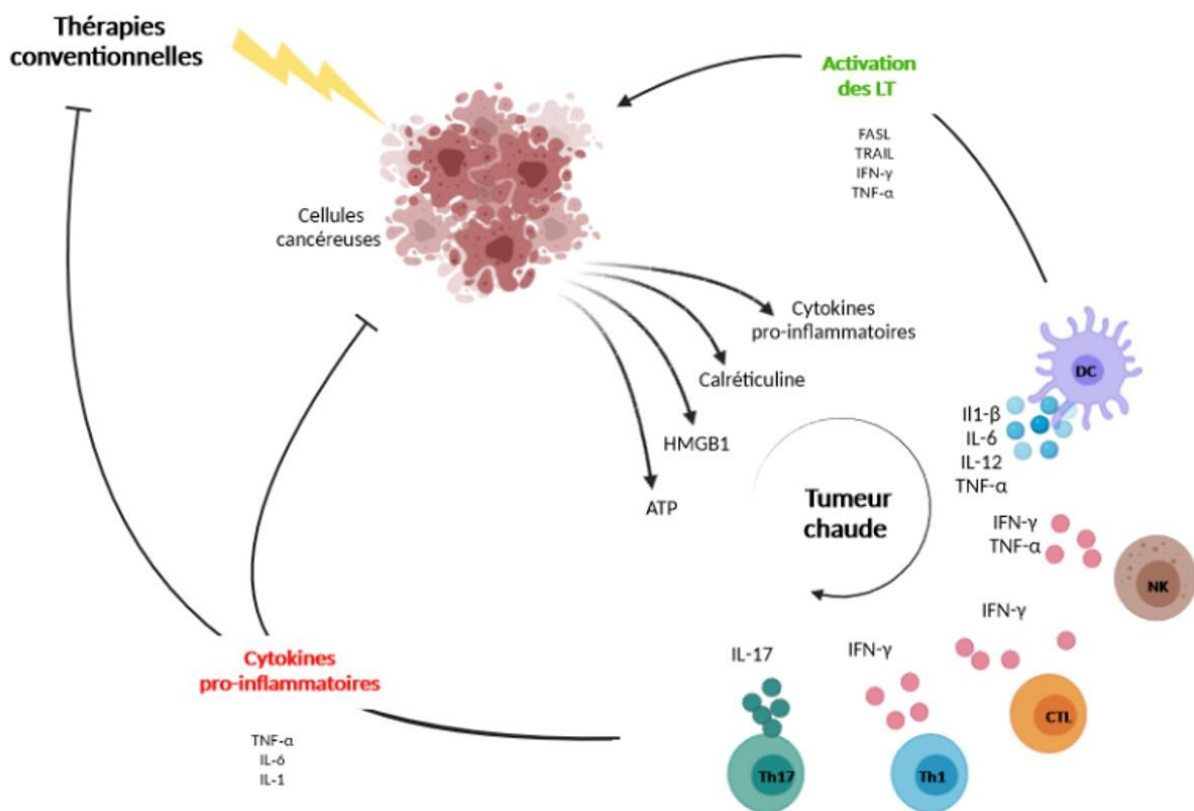 Thérapies
conventionnelles
Activation
des LT
FASL
TRAIL
IFN-γ
TNF-α
Cellules
cancéreuses
Cytokines
pro-inflammatoires
Calréticuline
HMGB1
ATP
DC
Il1-β
IL-6
IL-12
TNF-α
Tumeur
chaude
IFN-γ
TNF-α
NK
IFN-γ
CTL
IL-17
IFN-γ
Th17
Th1
Cytokines
pro-inflammatoires
TNF-α
IL-6
IL-1